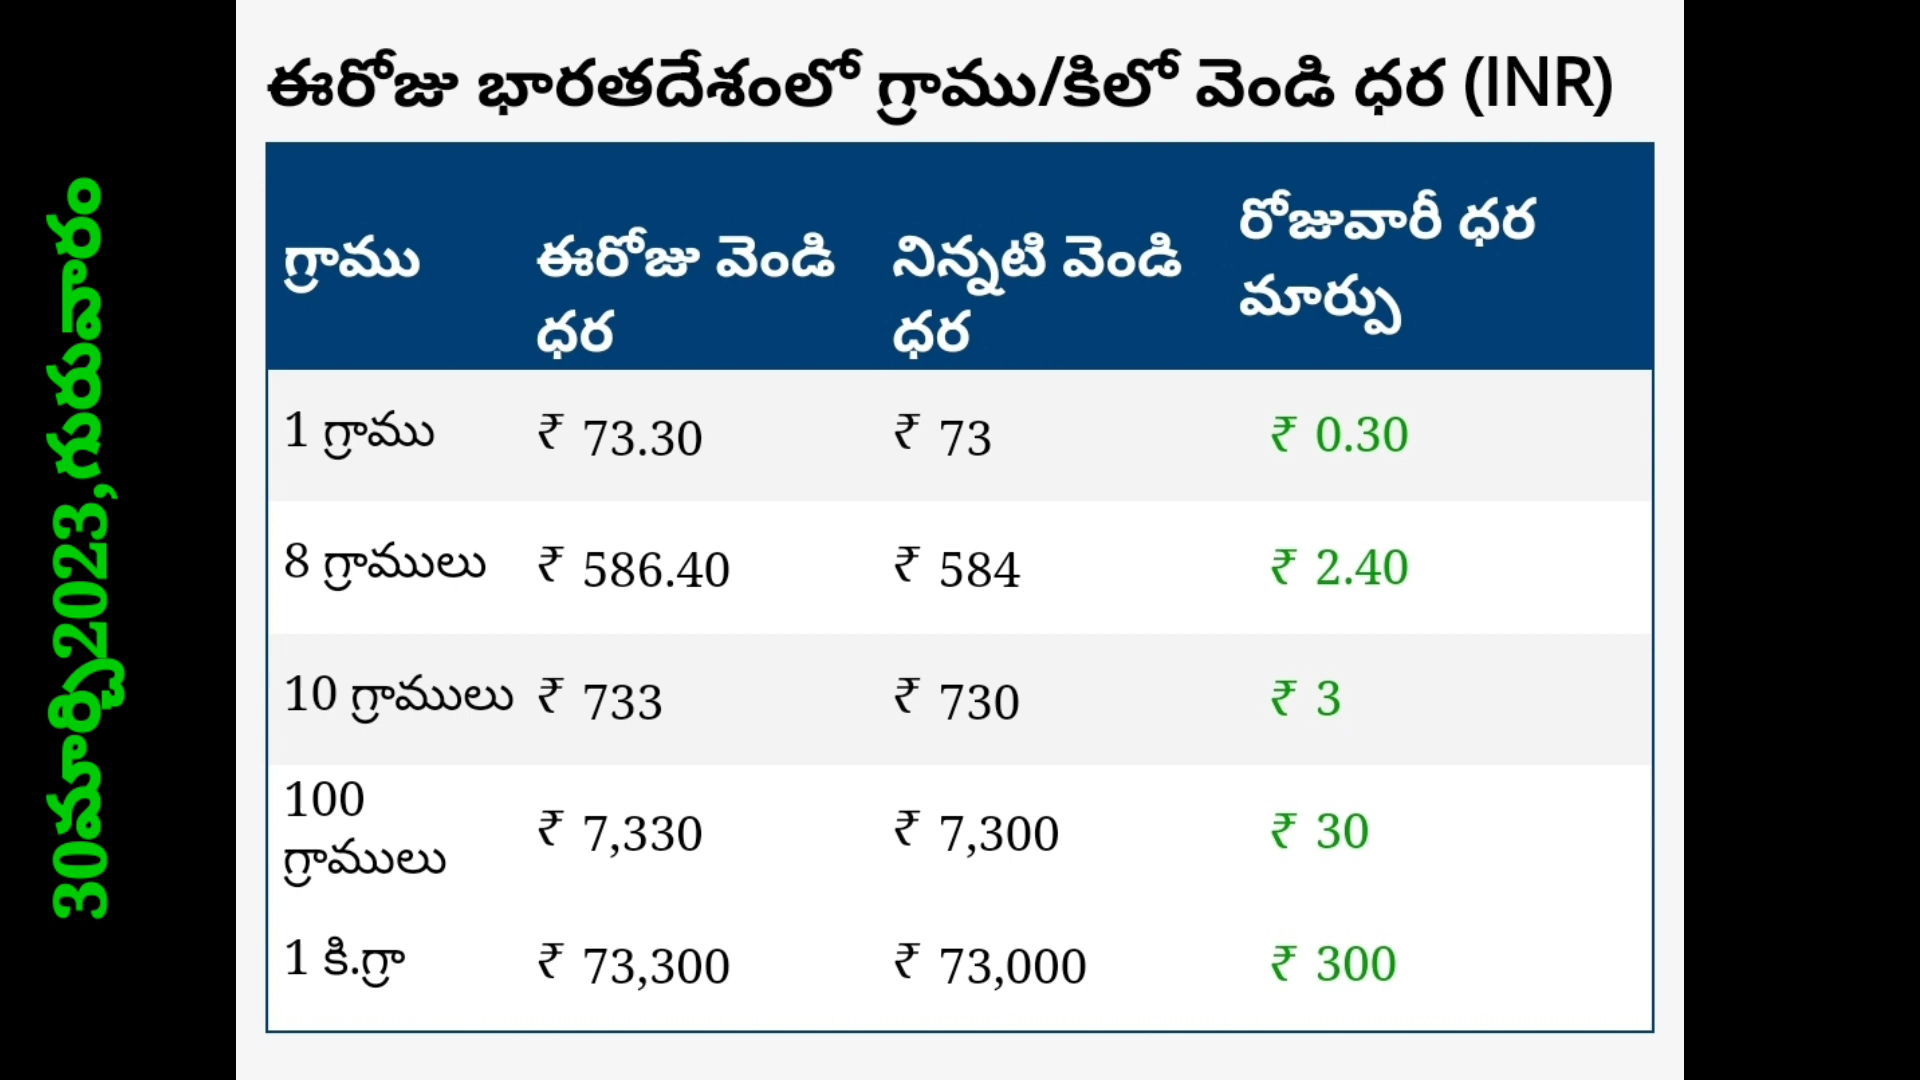 30మార్చి2023,గురువారం
ఈరోజు భారతదేశంలో గ్రాము/కిలో వెండి ధర (INR)
గ్రాము ఈరోజు వెండి ధర నిన్నటి వెండి ధర రోజువారీ ధర మార్పు
1 గ్రాము ₹ 73.30 ₹ 73 ₹ 0.30
8 గ్రాములు ₹ 586.40 ₹ 584 ₹ 2.40
10 గ్రాములు ₹ 733 ₹ 730 ₹ 3
100 గ్రాములు ₹ 7,330 ₹ 7,300 ₹ 30
1 కి.గ్రా ₹ 73,300 ₹ 73,000 ₹ 300